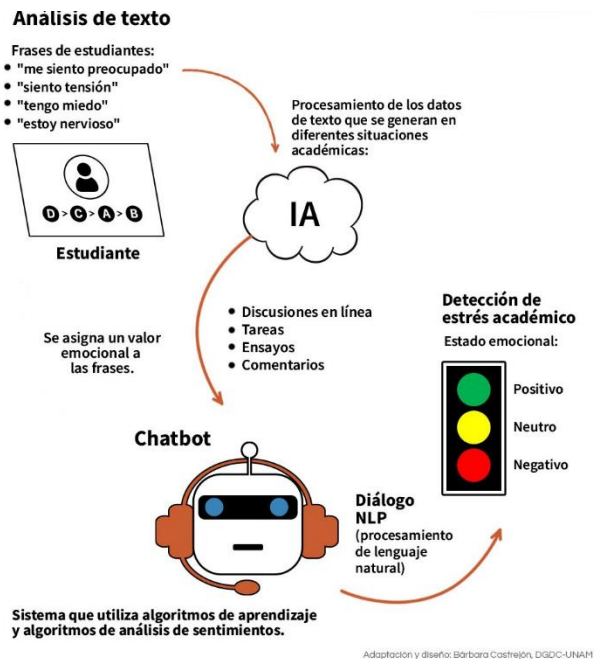 Análisis de texto
Frases de estudiantes:
• "me siento preocupado"
• "siento tensión"
• "tengo miedo"
• "estoy nervioso"
D > C > A > B
Estudiante
Procesamiento de los datos
de texto que se generan en
diferentes situaciones
académicas:
IA
• Discusiones en línea
• Tareas
• Ensayos
• Comentarios
Se asigna un valor
emocional a
las frases.
Chatbot
Diálogo
NLP
(procesamiento
de lenguaje
natural)
Detección de
estrés académico
Estado emocional:
Positivo
Neutro
Negativo
Sistema que utiliza algoritmos de aprendizaje
y algoritmos de análisis de sentimientos.
Adaptación y diseño: Bárbara Castrejón, DGDC-UNAM